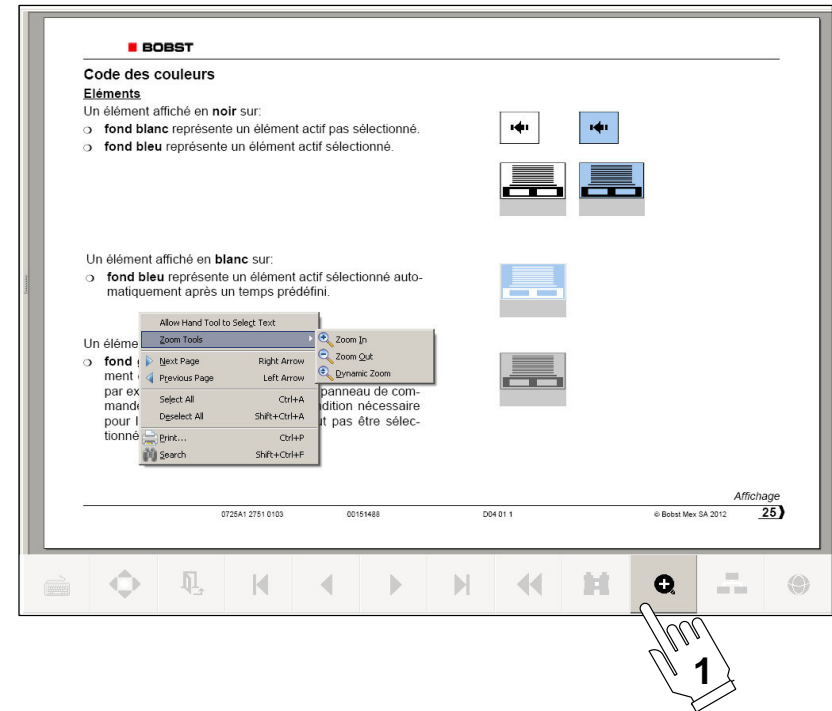 BOBST
Code des couleurs
Eléments
Un élément affiché en noir sur:
fond blanc représente un élément actif pas sélectionné.
fond bleu représente un élément actif sélectionné.
Un élément affiché en blanc sur:
fond bleu représente un élément actif sélectionné auto-
matiquement après un temps prédéfini.
Un éléme
fond
ment
par ex panneau de com-
mande dition nécessaire
pour l ut pas être sélec-
tionné
Allow Hand Tool to Select Text
Zoom Tools
Next Page Right Arrow
Previous Page Left Arrow
Select All Ctrl+A
Deselect All Shift+Ctrl+A
Print... Ctrl+P
Search Shift+Ctrl+F
Zoom In
Zoom Out
Dynamic Zoom
Affichage
0725A1 2751 0103 00151488 D04 01 1 © Bobst Mex SA 2012 25
1